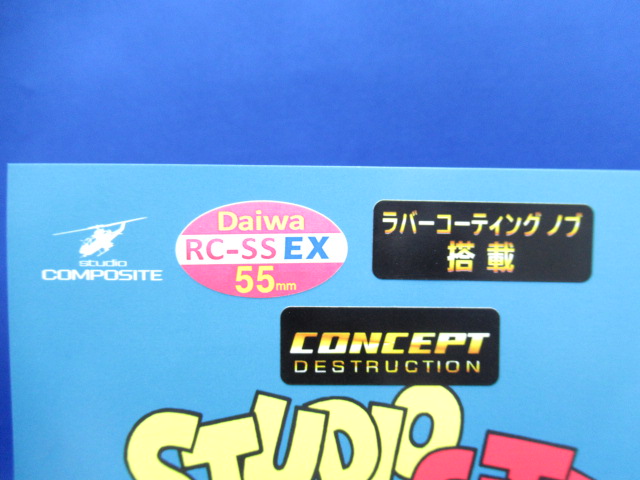 studio
COMPOSITE
Daiwa
RC-SS EX
55mm
ラバーコーティング ノブ
搭載
CONCEPT
DESTRUCTION
STUDIO